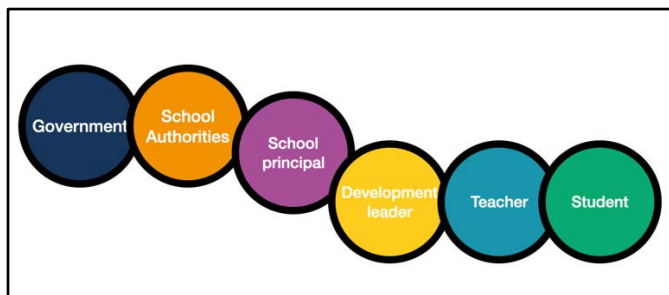 Government
School
Authorities
School
principal
Development
leader
Teacher
Student